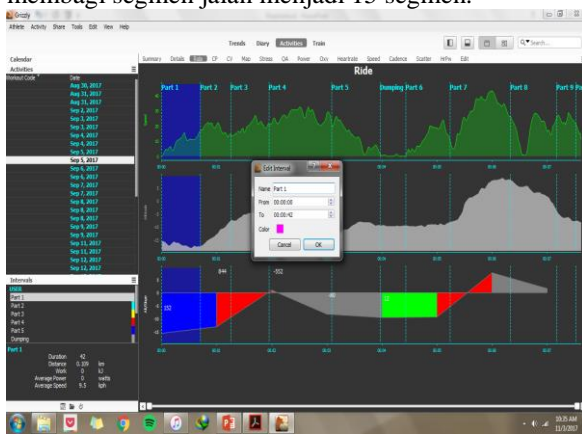 membagi segmen jalan menjadi 15 segmen.
Grizzly
Athlete Activity Share Tools Edit View Help
Trends Diary Activities Train
Search...
Calendar
Activities
Workout Code Date
Aug 30, 2017
Aug 31, 2017
Aug 31, 2017
Sep 2, 2017
Sep 3, 2017
Sep 3, 2017
Sep 4, 2017
Sep 4, 2017
Sep 5, 2017
Sep 5, 2017
Sep 6, 2017
Sep 6, 2017
Sep 7, 2017
Sep 7, 2017
Sep 8, 2017
Sep 8, 2017
Sep 9, 2017
Sep 9, 2017
Sep 11, 2017
Sep 11, 2017
Sep 12, 2017
Sep 12, 2017
Summary Details CP CV Map Stress QA Power Oxy Heartrate Speed Cadence Scatter HrPw Edit
Ride
Part 1 Part 2 Part 3 Part 4 Part 5 Dumping Part 6 Part 7 Part 8 Part 9
Edit Interval
Name Part 1
From 00:00:00
To 00:00:42
Color
Cancel OK
Intervals
USER
Part 1
Part 2
Part 3
Part 4
Part 5
Dumping
Part 1
Duration 42
Distance 0.109 km
Work 0 kJ
Average Power 0 watts
Average Speed 9.5 kph
10:35 AM
11/3/2017